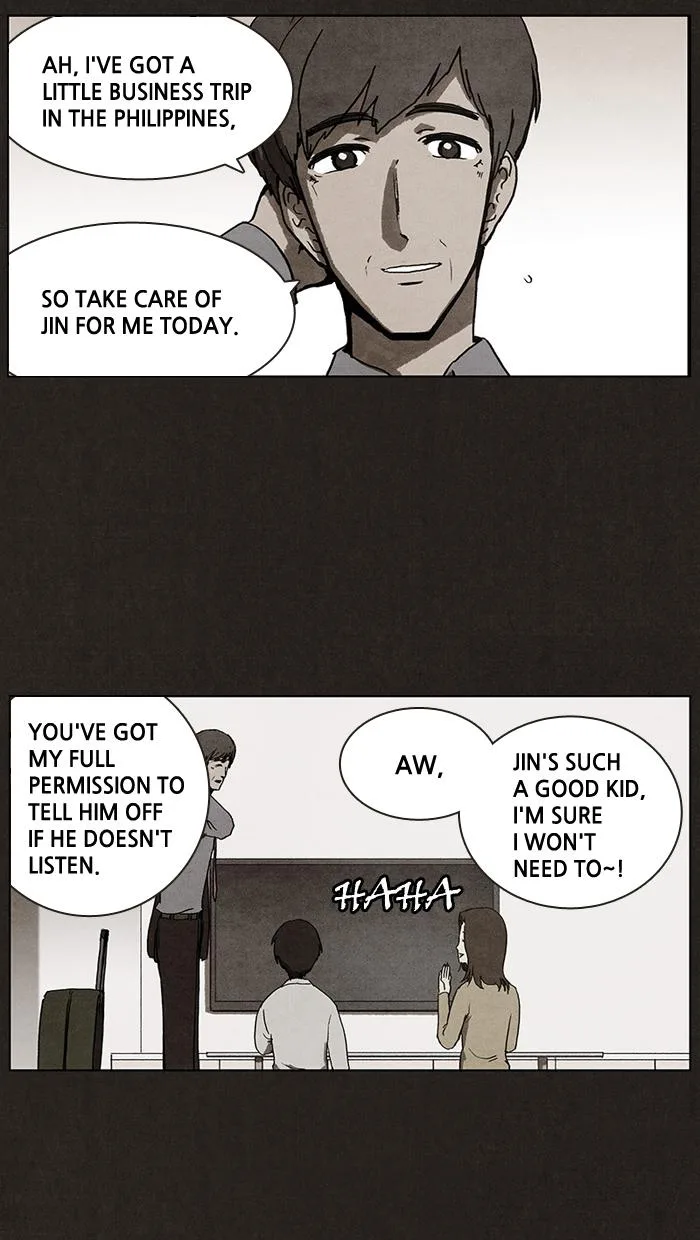 AH, I'VE GOT A
LITTLE BUSINESS TRIP
IN THE PHILIPPINES,
SO TAKE CARE OF
JIN FOR ME TODAY.
YOU'VE GOT
MY FULL
PERMISSION TO
TELL HIM OFF
IF HE DOESN'T
LISTEN.
AW,
JIN'S SUCH
A GOOD KID,
I'M SURE
I WON'T
NEED TO~!
HAHA